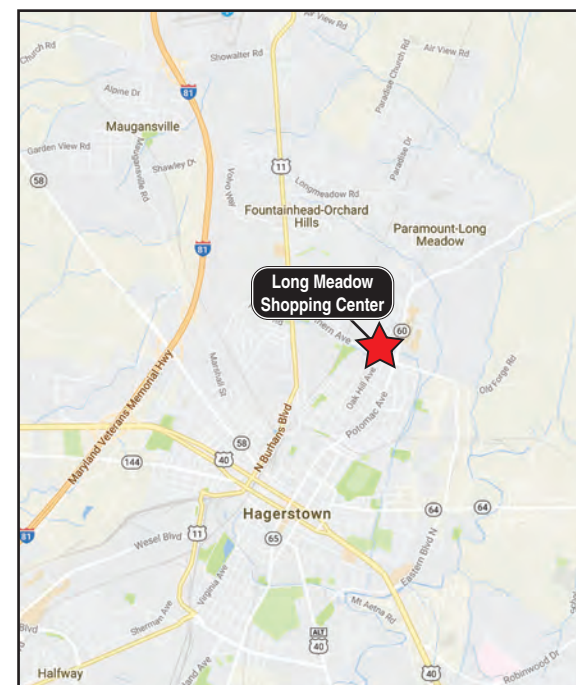 Air View Rd
Church Rd
Showalter Rd
Air View Rd
Paradise Church Rd
81
Alpine Dr
81
Maugansville
Garden View Rd
Maugansville Rd
Shawley Dr
11
Paradise Dr
58
Volvo Way
Longmeadow Rd
Fountainhead-Orchard
Hills
Paramount-Long
Meadow
81
Long Meadow
Shopping Center
60
Marshall St
Oak Hill Ave
Old Forge Rd
Maryland Veterans Memorial Hwy
N Burhans Blvd
Potomac Ave
58
40
144
64
64
Hagerstown
11
65
81
Wesel Blvd
Eastern Blvd N
Virginia Ave
Mt Aetna Rd
Sherman Ave
Blvd
ALT
40
Halfway
40
Robinwood Dr